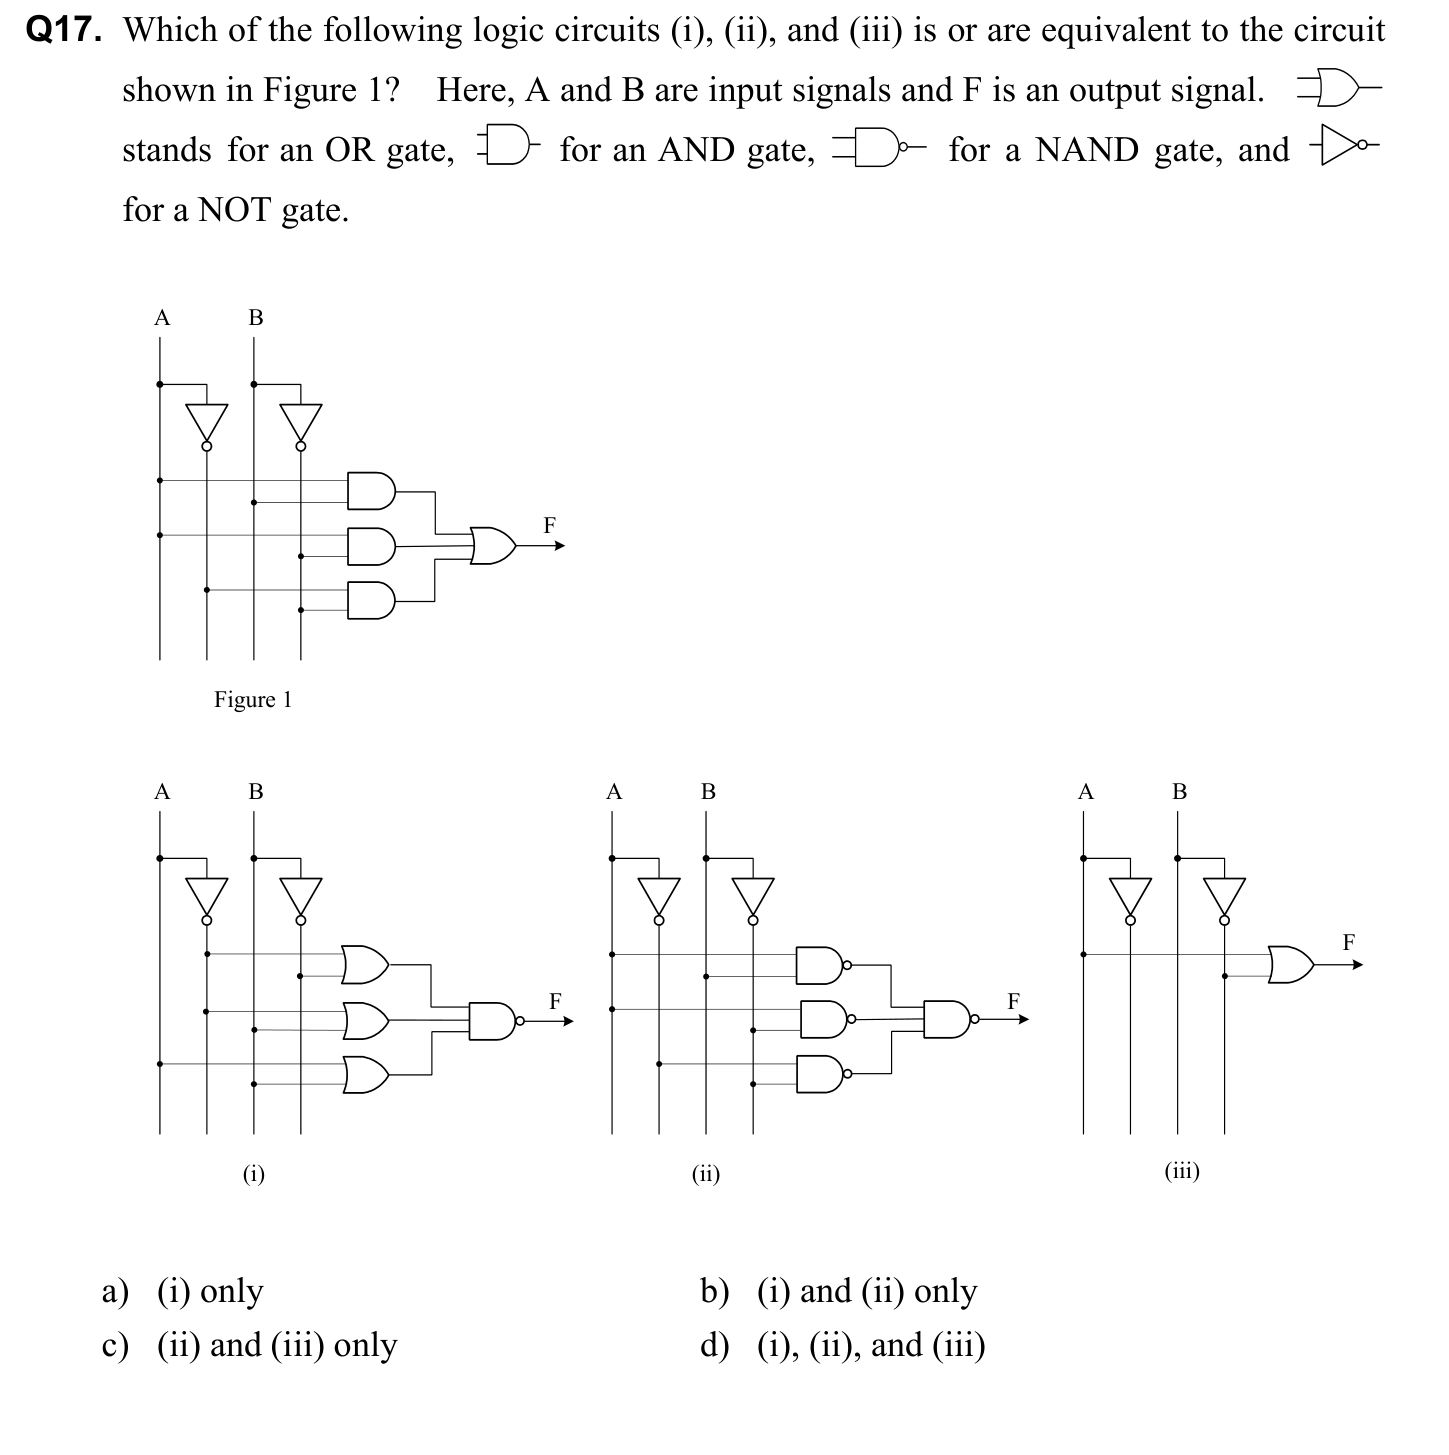 Q17. Which of the following logic circuits (i), (ii), and (iii) is or are equivalent to the circuit
shown in Figure 1? Here, A and B are input signals and F is an output signal.
stands for an OR gate, for an AND gate, for a NAND gate, and
for a NOT gate.
A B
F
Figure 1
A B A B A B
F
F F
(i) (ii) (iii)
a) (i) only b) (i) and (ii) only
c) (ii) and (iii) only d) (i), (ii), and (iii)